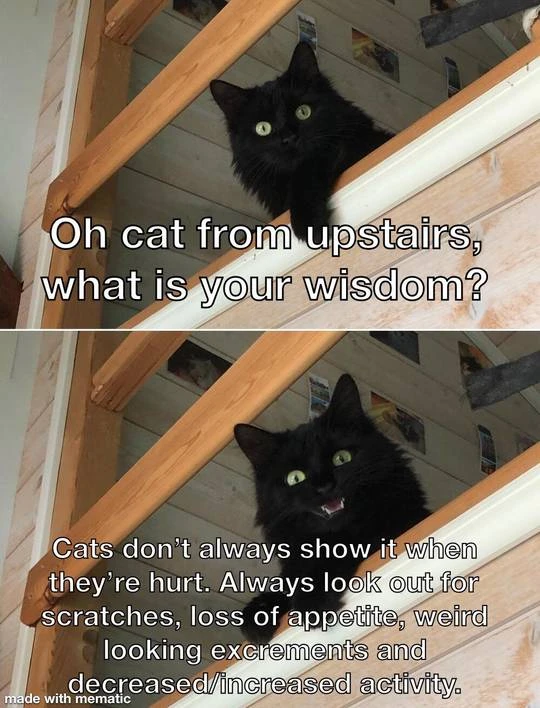 Oh cat from upstairs,
what is your wisdom?
Cats don't always show it when
they're hurt. Always look out for
scratches, loss of appetite, weird
looking excrements and
decreased/increased activity.
made with mematic